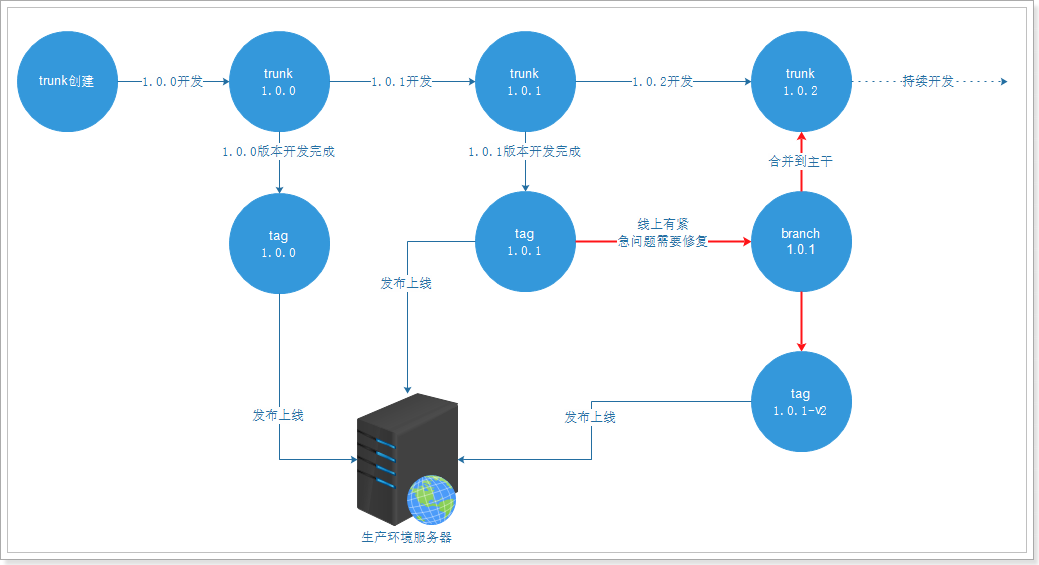 trunk创建
1.0.0开发
trunk
1.0.0
1.0.1开发
trunk
1.0.1
1.0.2开发
trunk
1.0.2
持续开发
1.0.0版本开发完成
1.0.1版本开发完成
合并到主干
tag
1.0.0
tag
1.0.1
线上有紧
急问题需要修复
branch
1.0.1
发布上线
发布上线
发布上线
tag
1.0.1-v2
生产环境服务器